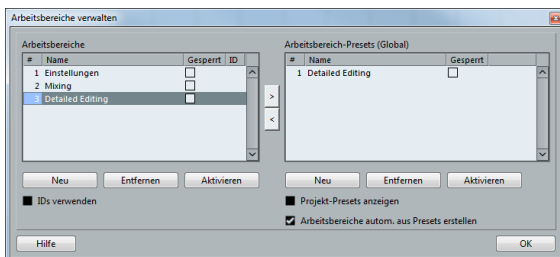 Arbeitsbereiche verwalten
Arbeitsbereiche
# Name Gesperrt ID
1 Einstellungen
2 Mixing
3 Detailed Editing
Neu Entfernen Aktivieren
IDs verwenden
>
<
Arbeitsbereich-Presets (Global)
# Name Gesperrt
1 Detailed Editing
Neu Entfernen Aktivieren
Projekt-Presets anzeigen
Arbeitsbereiche autom. aus Presets erstellen
Hilfe OK